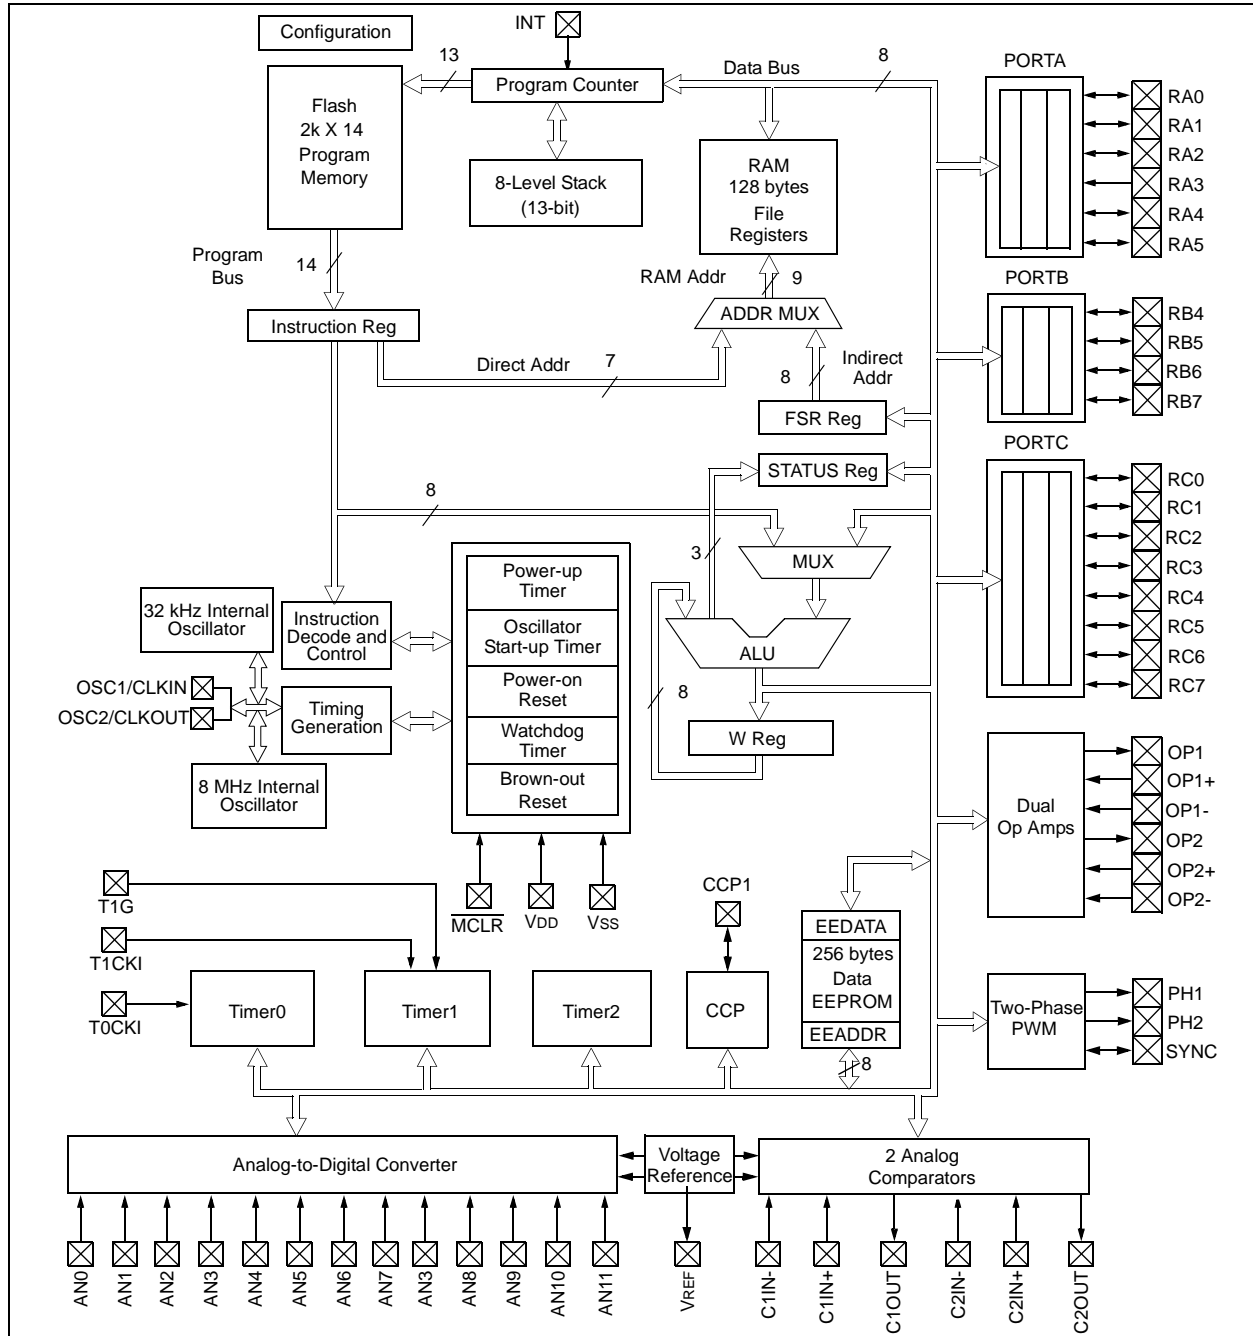 Configuration
INT
13
Program Counter
Data Bus
8
PORTA
Flash
2k X 14
Program
Memory
8-Level Stack
(13-bit)
RAM
128 bytes
File
Registers
RA0
RA1
RA2
RA3
RA4
RA5
Program
Bus
14
RAM Addr
9
PORTB
Instruction Reg
ADDR MUX
RB4
RB5
RB6
RB7
Direct Addr
7
8
Indirect
Addr
FSR Reg
PORTC
STATUS Reg
8
3
MUX
RC0
RC1
RC2
RC3
RC4
RC5
RC6
RC7
32 kHz Internal
Oscillator
Instruction
Decode and
Control
Power-up
Timer
Oscillator
Start-up Timer
Power-on
Reset
Watchdog
Timer
Brown-out
Reset
ALU
8
W Reg
OSC1/CLKIN
OSC2/CLKOUT
Timing
Generation
8 MHz Internal
Oscillator
Dual
Op Amps
OP1
OP1+
OP1-
OP2
OP2+
OP2-
T1G
T1CKI
T0CKI
MCLR
VDD
VSS
CCP1
EEDATA
256 bytes
Data
EEPROM
EEADDR
8
Timer0
Timer1
Timer2
CCP
Two-Phase
PWM
PH1
PH2
SYNC
Analog-to-Digital Converter
Voltage
Reference
2 Analog
Comparators
AN0
AN1
AN2
AN3
AN4
AN5
AN6
AN7
AN3
AN8
AN9
AN10
AN11
VREF
C1IN-
C1IN+
C1OUT
C2IN-
C2IN+
C2OUT